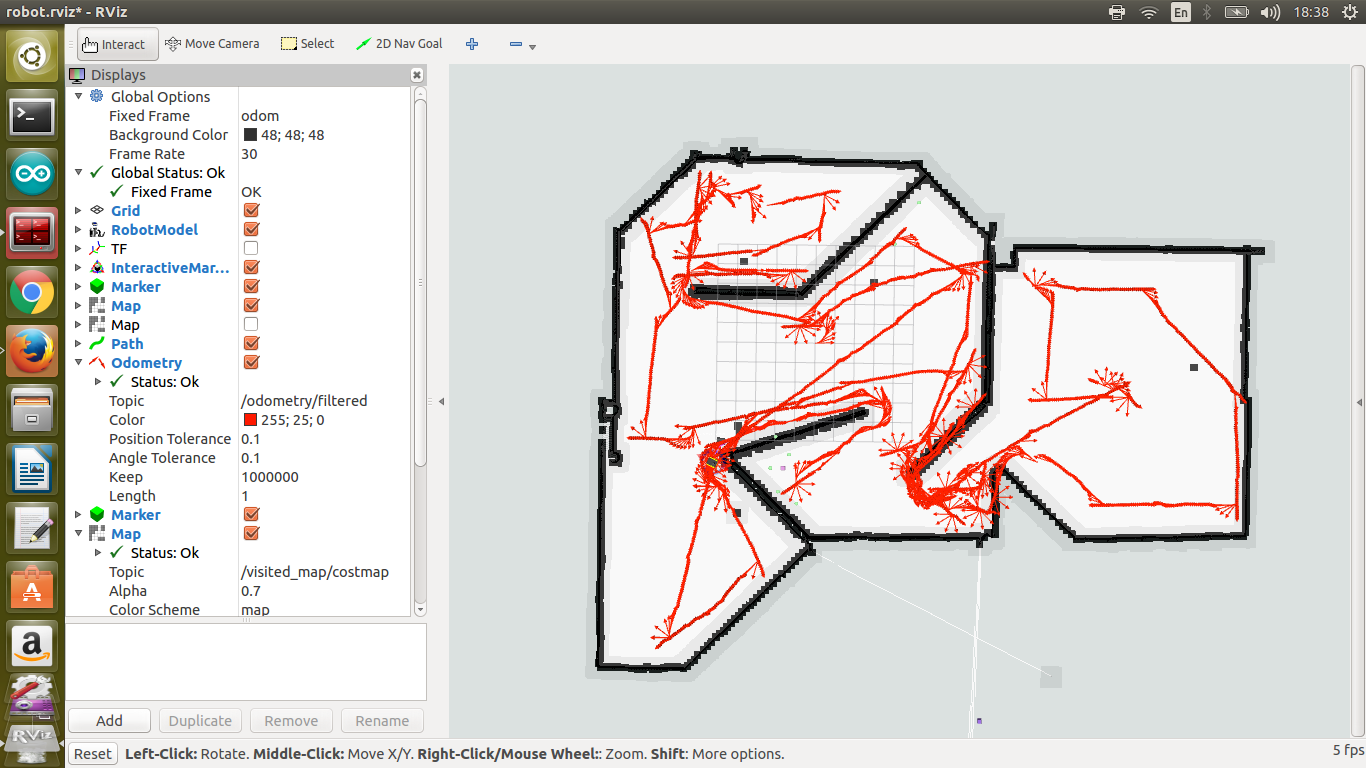 robot.rviz* - RViz
En
18:38
Interact
Move Camera
Select
2D Nav Goal
Displays
Global Options
Fixed Frame odom
Background Color 48; 48; 48
Frame Rate 30
Global Status: Ok
Fixed Frame OK
Grid
RobotModel
TF
InteractiveMar...
Marker
Map
Map
Path
Odometry
Status: Ok
Topic /odometry/filtered
Color 255; 25; 0
Position Tolerance 0.1
Angle Tolerance 0.1
Keep 1000000
Length 1
Marker
Map
Status: Ok
Topic /visited_map/costmap
Alpha 0.7
Color Scheme map
Add Duplicate Remove Rename
RViz
Reset Left-Click: Rotate. Middle-Click: Move X/Y. Right-Click/Mouse Wheel:: Zoom. Shift: More options. 5 fps